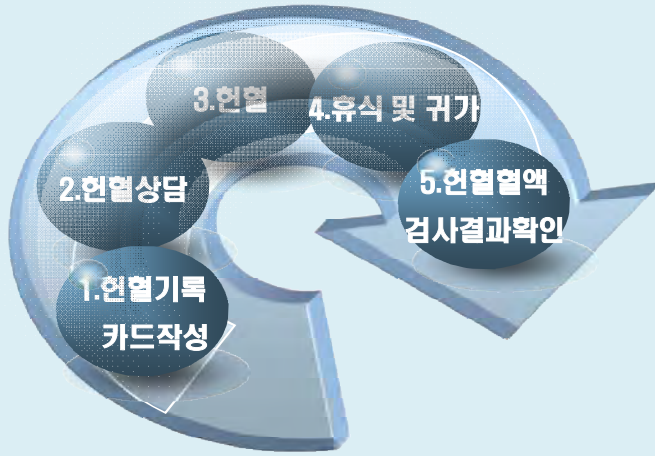 1.헌혈기록
카드작성
2.헌혈상담
3.헌혈
4.휴식 및 귀가
5.헌혈혈액
검사결과확인